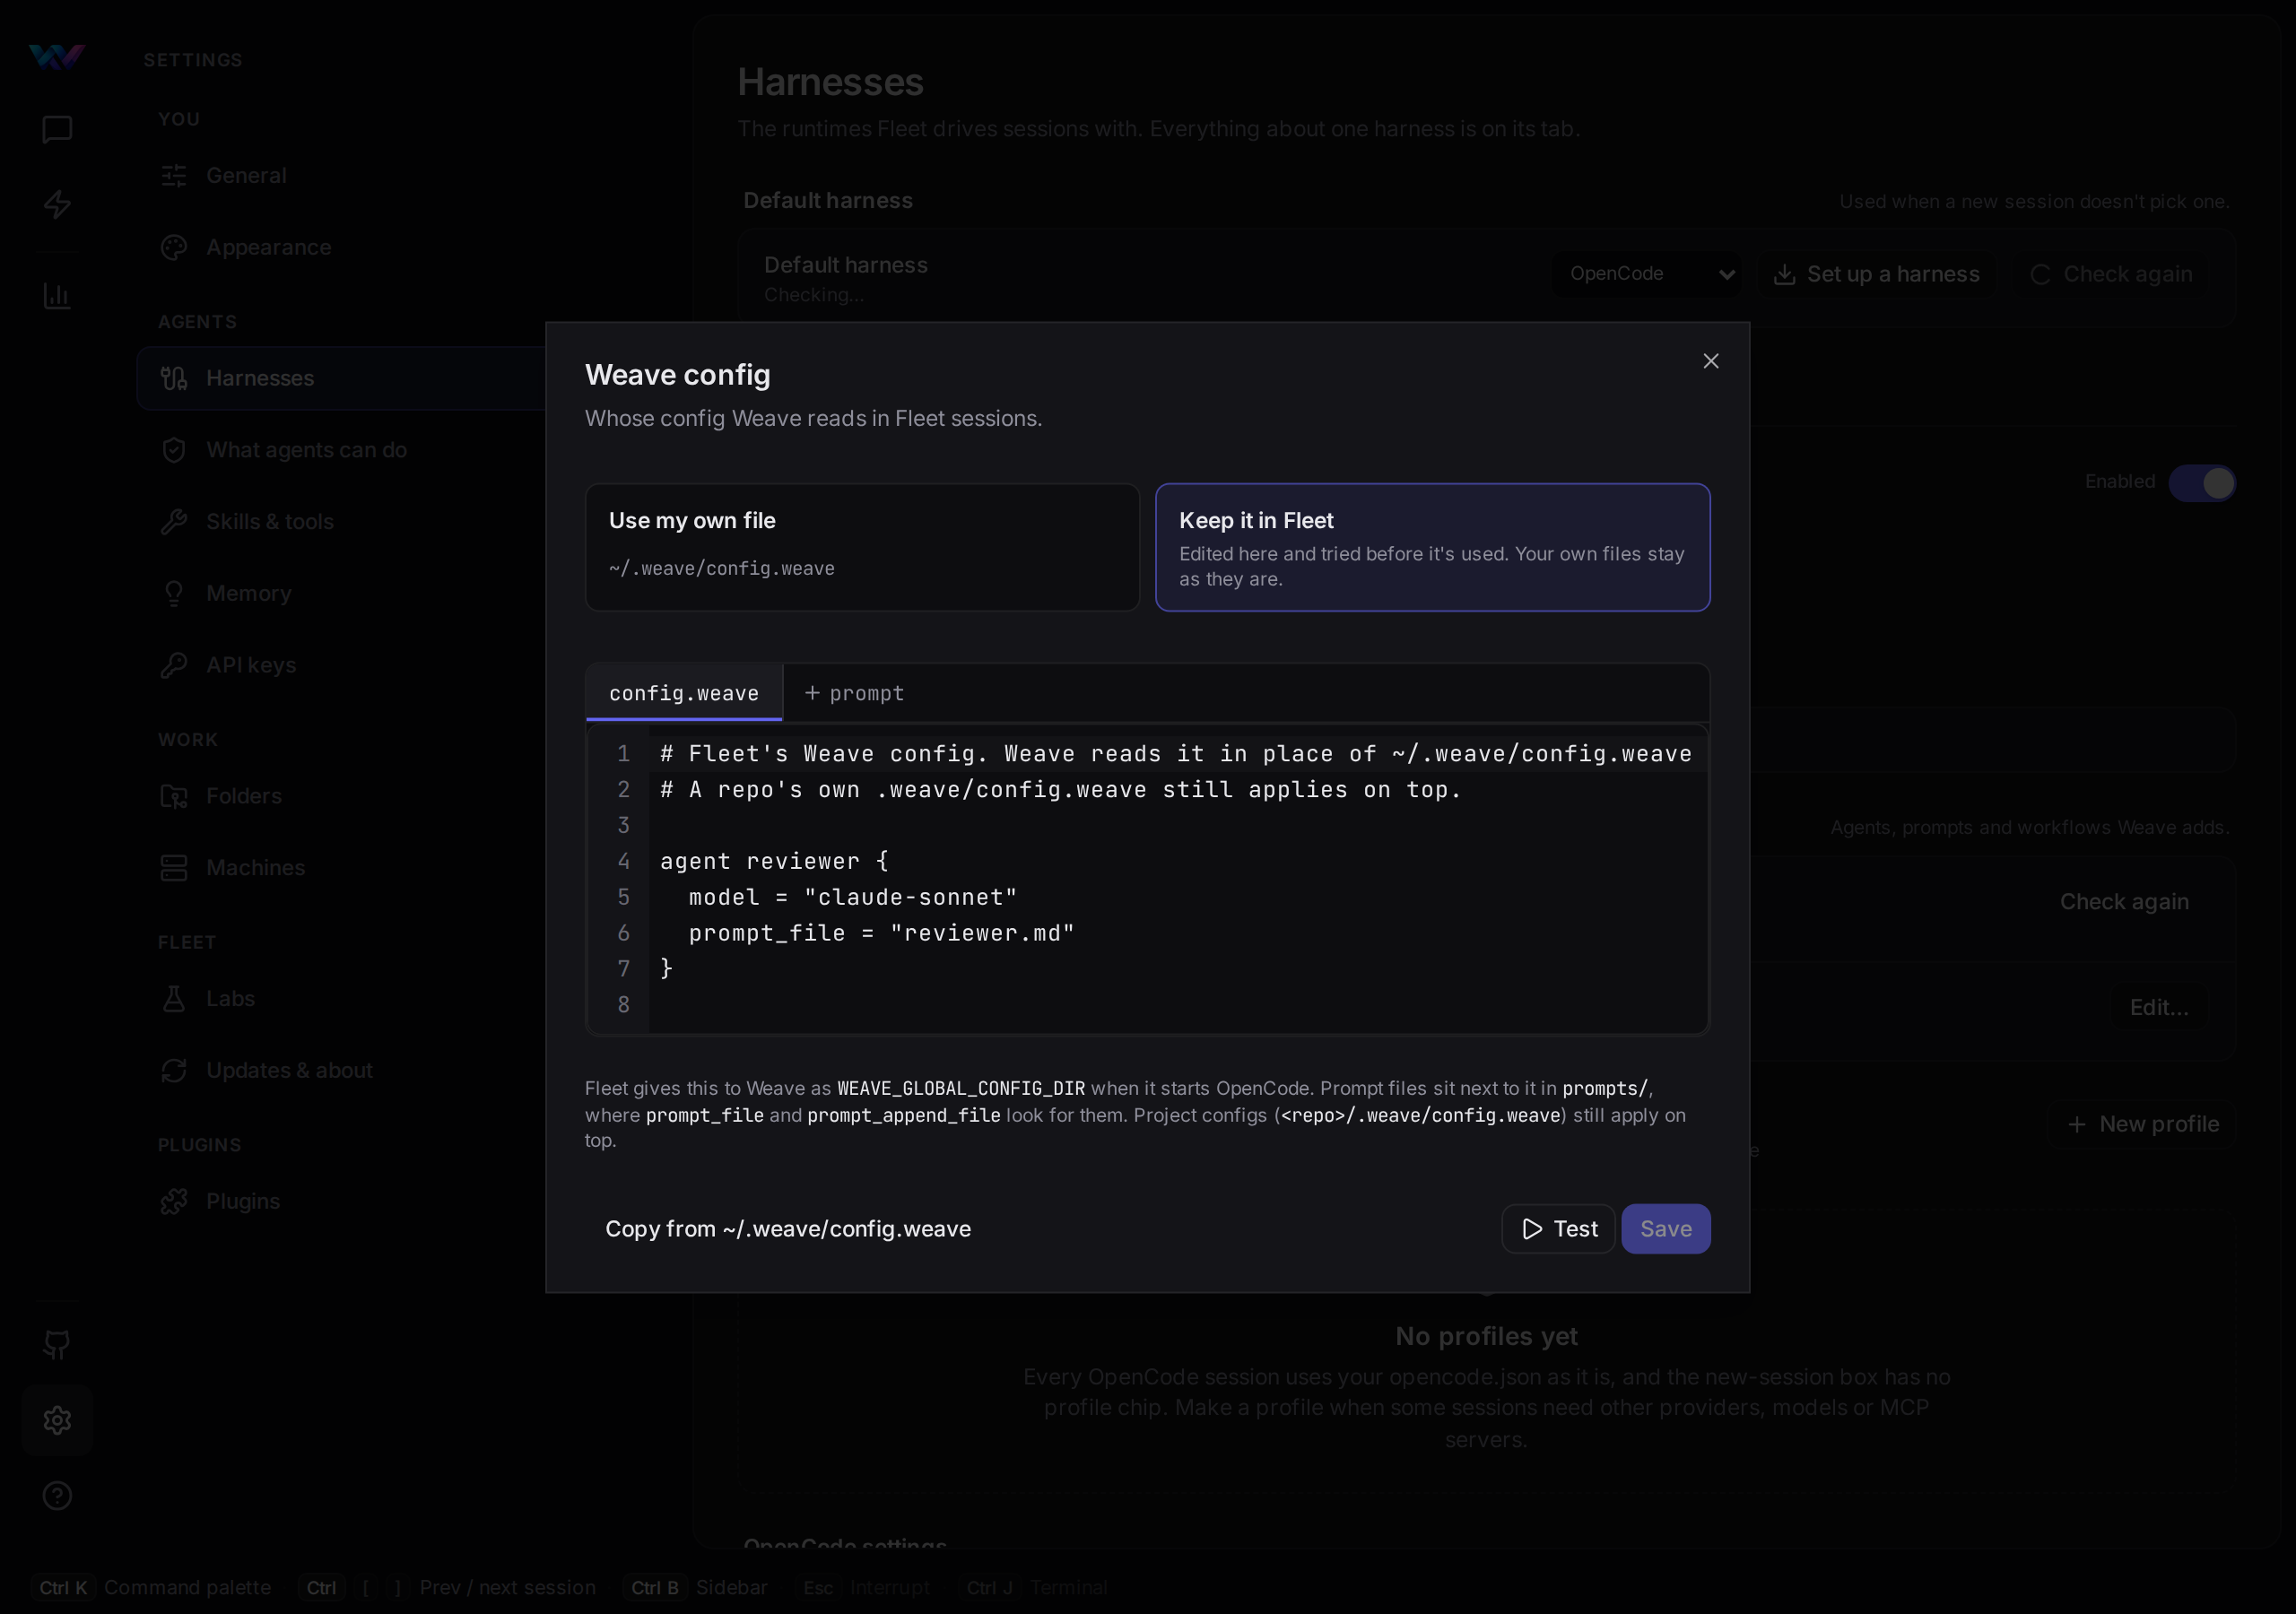 SETTINGS
YOU
General
Appearance
AGENTS
Harnesses
What agents can do
Skills & tools
Memory
API keys
WORK
Folders
Machines
FLEET
Labs
Updates & about
PLUGINS
Plugins
Harnesses
The runtimes Fleet drives sessions with. Everything about one harness is on its tab.
Default harness
Used when a new session doesn't pick one.
Default harness
Checking...
OpenCode
Set up a harness
Check again
Enabled
Agents, prompts and workflows Weave adds.
Check again
Edit...
New profile
e
Weave config
Whose config Weave reads in Fleet sessions.
Use my own file
~/.weave/config.weave
Keep it in Fleet
Edited here and tried before it's used. Your own files stay
as they are.
config.weave
+ prompt
1 # Fleet's Weave config. Weave reads it in place of ~/.weave/config.weave
2 # A repo's own .weave/config.weave still applies on top.
3
4 agent reviewer {
5 model = "claude-sonnet"
6 prompt_file = "reviewer.md"
7 }
8
Fleet gives this to Weave as WEAVE_GLOBAL_CONFIG_DIR when it starts OpenCode. Prompt files sit next to it in prompts/,
where prompt_file and prompt_append_file look for them. Project configs (<repo>/.weave/config.weave) still apply on
top.
Copy from ~/.weave/config.weave
Test
Save
No profiles yet
Every OpenCode session uses your opencode.json as it is, and the new-session box has no
profile chip. Make a profile when some sessions need other providers, models or MCP
servers.
OpenCode settings
Ctrl K Command palette Ctrl [ ] Prev / next session Ctrl B Sidebar Esc Interrupt Ctrl J Terminal